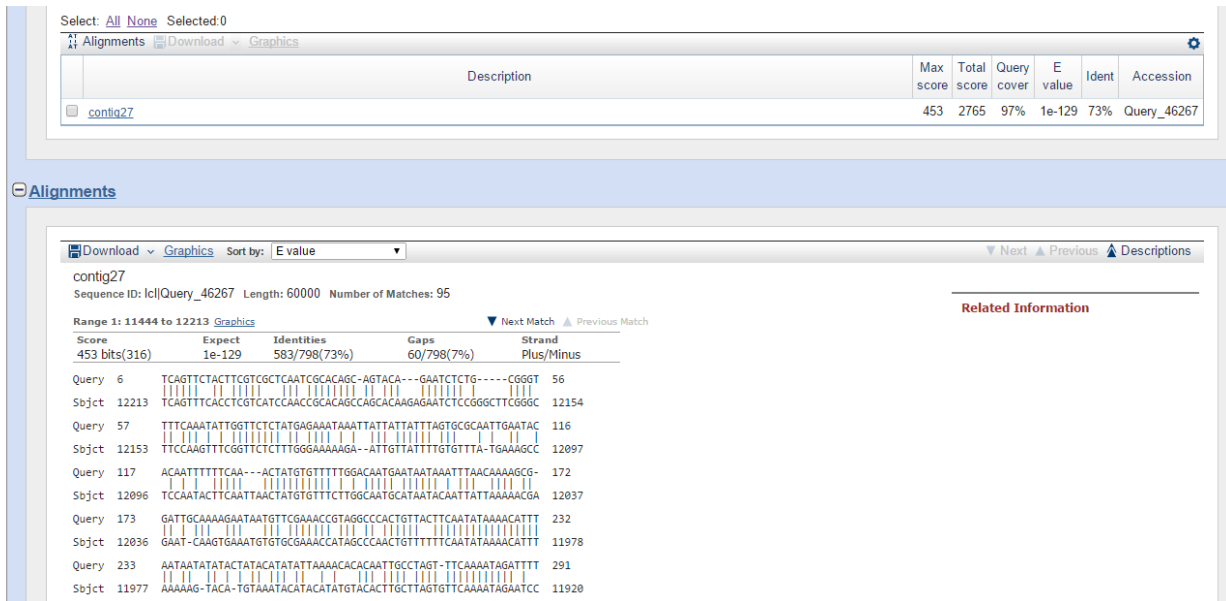 Select: All None Selected:0
Alignments Download Graphics
Description Max score Total score Query cover E value Ident Accession
contig27 453 2765 97% 1e-129 73% Query_46267
Alignments
Download Graphics Sort by: E value Next Previous Descriptions
contig27
Sequence ID: lcl|Query_46267 Length: 60000 Number of Matches: 95
Related Information
Range 1: 11444 to 12213 Graphics Next Match Previous Match
Score Expect Identities Gaps Strand
453 bits(316) 1e-129 583/798(73%) 60/798(7%) Plus/Minus
Query 6 TCAGTTCTACTTCGTCGCTCAATCGCACAGC-AGTACA---GAATCTCTG-----CGGGT 56
Sbjct 12213 TCAGTTTCACCTCGTCATCCAACCGCACAGCCAGCACAAGAGAATCTCCGGGCTTCGGGC 12154
Query 57 TTTCAAATATTGGTTCTCTATGAGAAATAAATTATTATTATTTAGTGCGCAATTGAATAC 116
Sbjct 12153 TTCCAAGTTTCGGTTCTCTTTGGGAAAAAGA--ATTGTTATTTTGTGTTTA-TGAAAGCC 12097
Query 117 ACAATTTTTTCAA---ACTATGTGTTTTTGGACAATGAATAATAAATTTAACAAAAGCG- 172
Sbjct 12096 TCCAATACTTCAATTAACTATGTGTTTCTTGGCAATGCATAATACAATTATTAAAAACGA 12037
Query 173 GATTGCAAAAGAATAATGTTCGAAACCGTAGGCCCACTGTTACTTCAATATAAAACATTT 232
Sbjct 12036 GAAT-CAAGTGAAATGTGTGCGAAACCATAGCCCAACTGTTTTTTCAATATAAAACATTT 11978
Query 233 AATAATATATACTATACATATATTAAAACACACAATTGCCTAGT-TTCAAAATAGATTTT 291
Sbjct 11977 AAAAAG-TACA-TGTAAATACATACATATGTACACTTGCTTAGTGTTCAAAATAGAATCC 11920